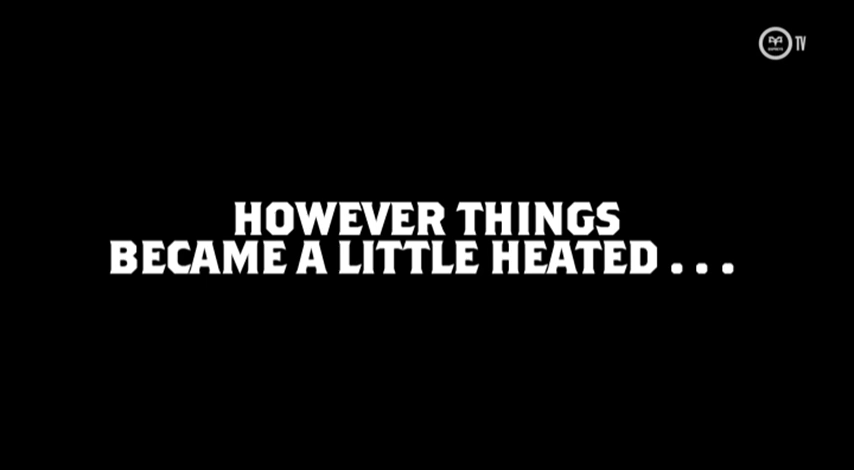 TV
HOWEVER THINGS
BECAME A LITTLE HEATED . . .